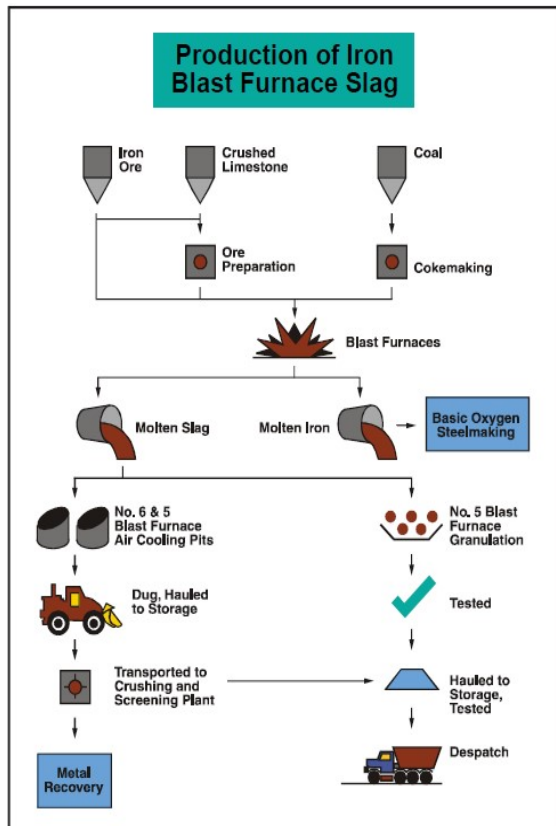 Production of Iron
Blast Furnace Slag
Iron
Ore
Crushed
Limestone
Coal
Ore
Preparation
Cokemaking
Blast Furnaces
Molten Slag
Molten Iron
Basic Oxygen
Steelmaking
No. 6 & 5
Blast Furnace
Air Cooling Pits
No. 5 Blast
Furnace
Granulation
Dug, Hauled
to Storage
Tested
Transported to
Crushing and
Screening Plant
Hauled to
Storage,
Tested
Metal
Recovery
Despatch